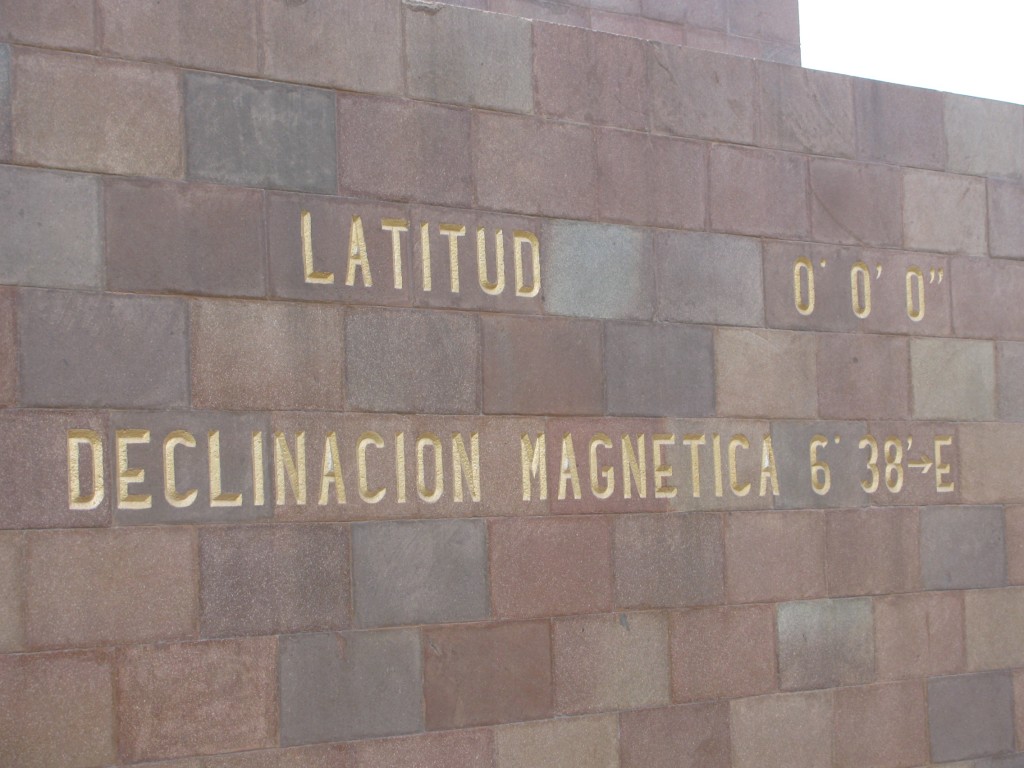 LATITUD 0° 0' 0"
DECLINACION MAGNETICA 6° 38'→E